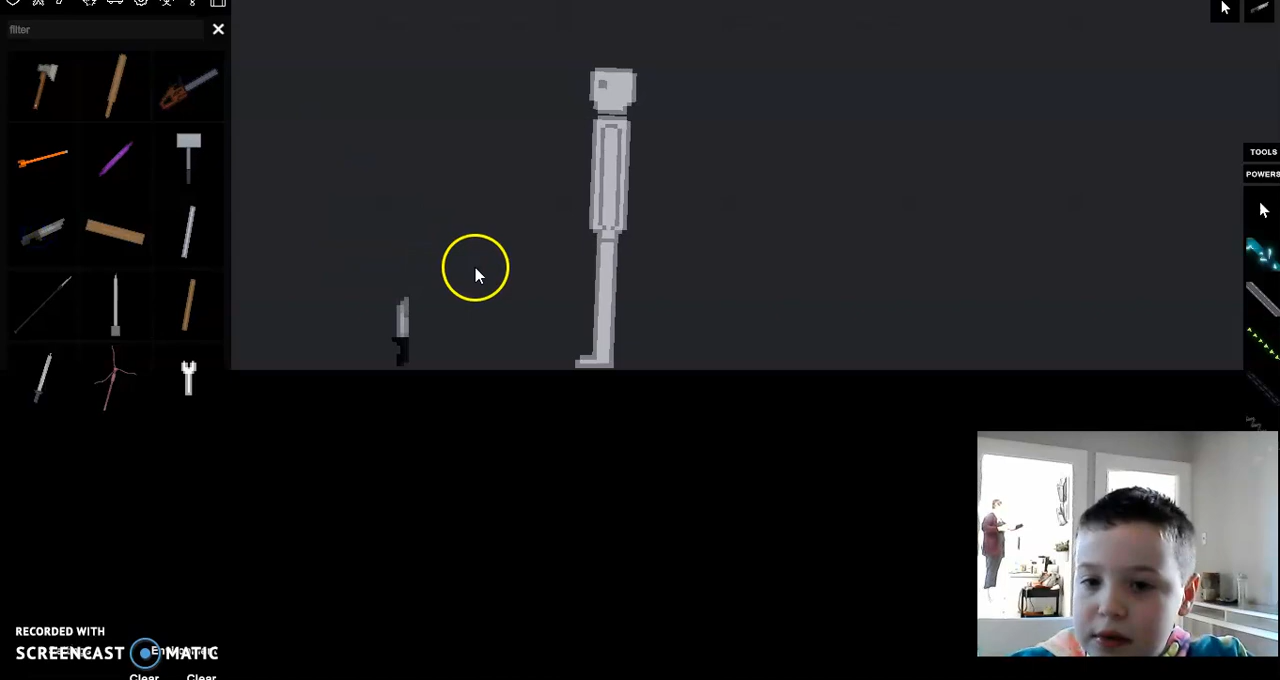 filter
TOOLS
POWERS
RECORDED WITH
SCREENCAST MATIC
Clear Clear